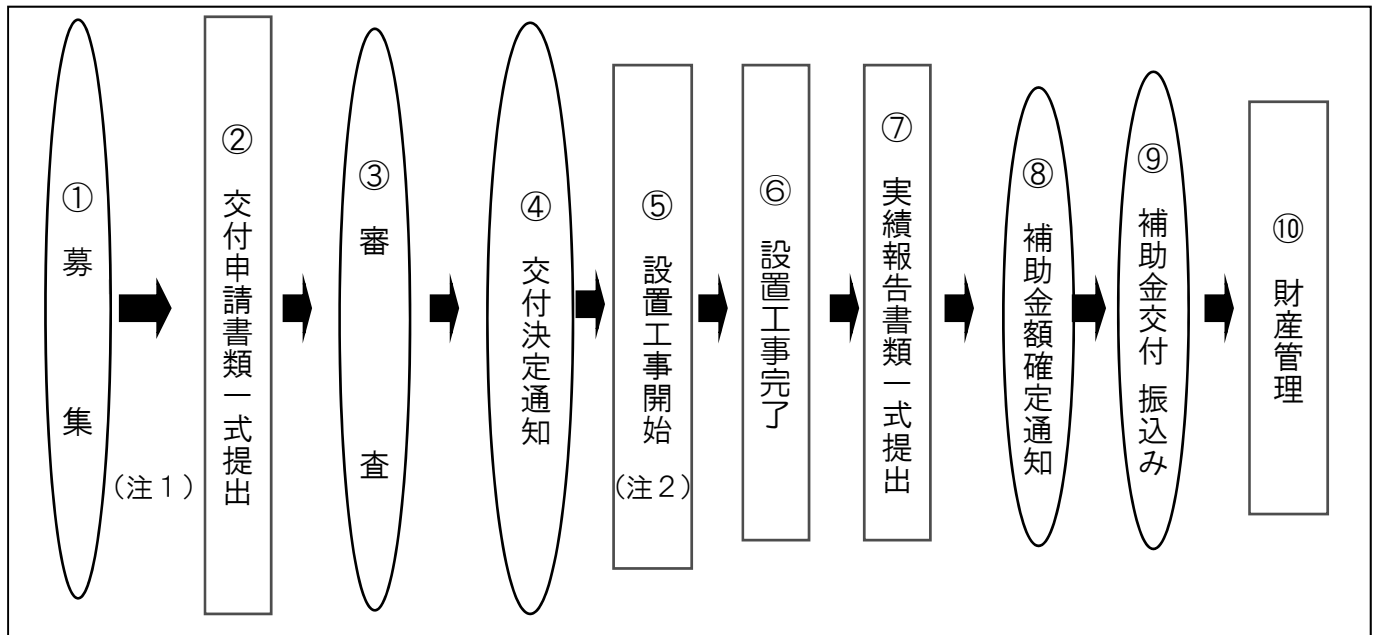 ①募集
(注１)
②交付申請書類一式提出
③審査
④交付決定通知
⑤設置工事開始
(注２)
⑥設置工事完了
⑦実績報告書類一式提出
⑧補助金額確定通知
⑨補助金交付 振込み
⑩財産管理